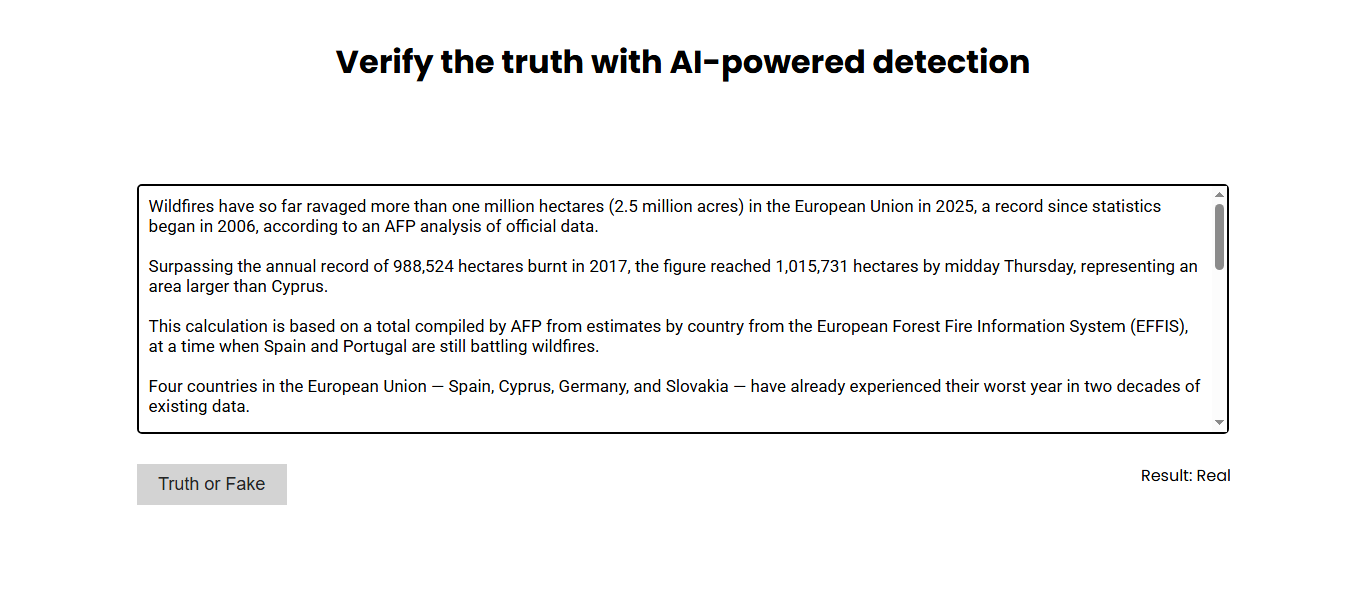 Verify the truth with AI-powered detection
Wildfires have so far ravaged more than one million hectares (2.5 million acres) in the European Union in 2025, a record since statistics
began in 2006, according to an AFP analysis of official data.
Surpassing the annual record of 988,524 hectares burnt in 2017, the figure reached 1,015,731 hectares by midday Thursday, representing an
area larger than Cyprus.
This calculation is based on a total compiled by AFP from estimates by country from the European Forest Fire Information System (EFFIS),
at a time when Spain and Portugal are still battling wildfires.
Four countries in the European Union — Spain, Cyprus, Germany, and Slovakia — have already experienced their worst year in two decades of
existing data.
Truth or Fake
Result: Real